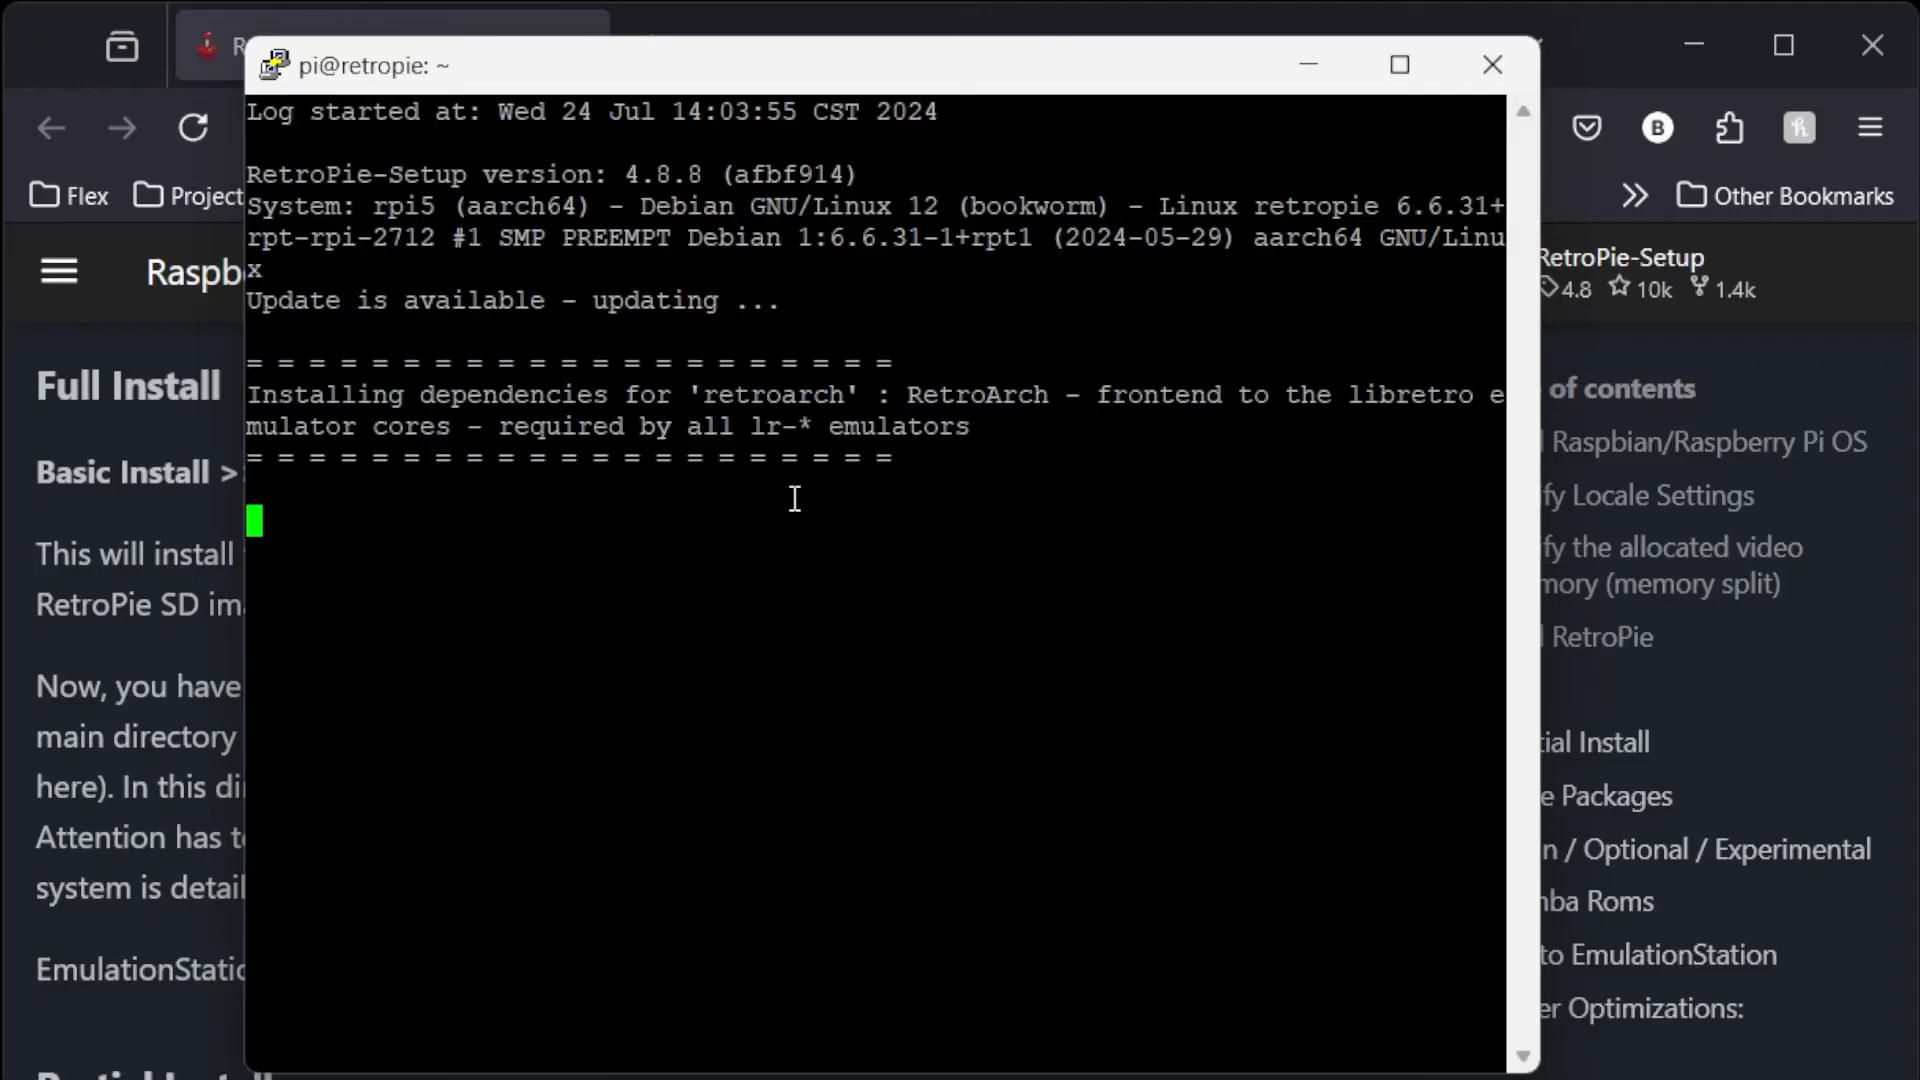 pi@retropie: ~
Log started at: Wed 24 Jul 14:03:55 CST 2024
RetroPie-Setup version: 4.8.8 (afbf914)
System: rpi5 (aarch64) - Debian GNU/Linux 12 (bookworm) - Linux retropie 6.6.31+
rpt-rpi-2712 #1 SMP PREEMPT Debian 1:6.6.31-1+rpt1 (2024-05-29) aarch64 GNU/Linu
x
Update is available - updating ...
= = = = = = = = = = = = = = = = = = = = =
Installing dependencies for 'retroarch' : RetroArch - frontend to the libretro e
mulator cores - required by all lr-* emulators
= = = = = = = = = = = = = = = = = = = = =
Flex
Project
Other Bookmarks
Raspb
RetroPie-Setup
4.8 10k 1.4k
Full Install
Basic Install >
This will install
RetroPie SD im
Now, you have
main directory
here). In this di
Attention has t
system is detail
EmulationStatio
of contents
Raspbian/Raspberry Pi OS
ify Locale Settings
ify the allocated video
mory (memory split)
RetroPie
tial Install
e Packages
n / Optional / Experimental
mba Roms
to EmulationStation
er Optimizations: